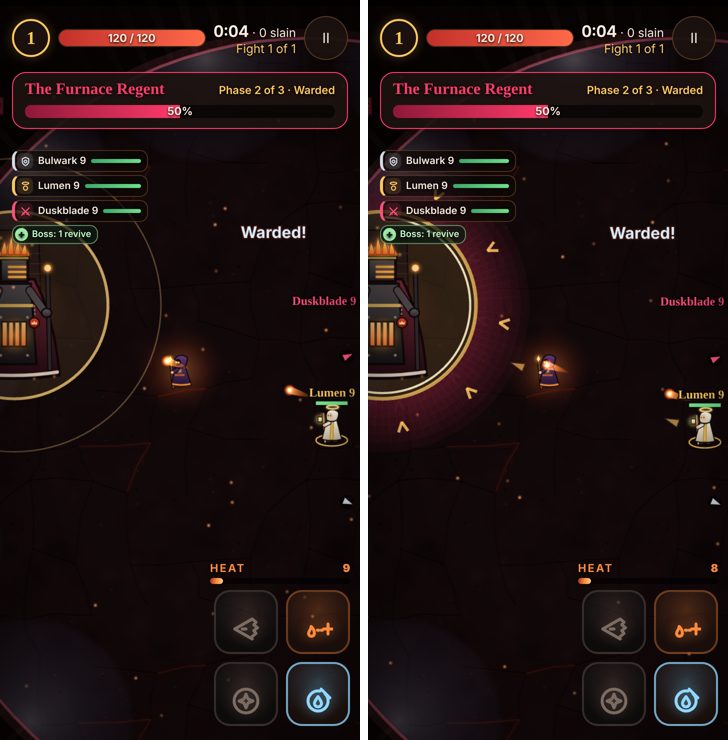 1
120 / 120
0:04 · 0 slain
Fight 1 of 1
The Furnace Regent
Phase 2 of 3 · Warded
50%
Bulwark 9
Lumen 9
Duskblade 9
Boss: 1 revive
Warded!
Duskblade 9
Lumen 9
HEAT 9
1
120 / 120
0:04 · 0 slain
Fight 1 of 1
The Furnace Regent
Phase 2 of 3 · Warded
50%
Bulwark 9
Lumen 9
Duskblade 9
Boss: 1 revive
Warded!
Duskblade 9
Lumen 9
HEAT 8